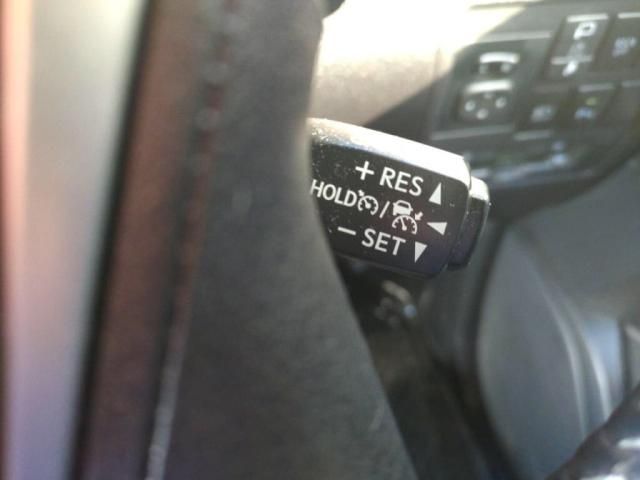 + RES
HOLD /
− SET
P